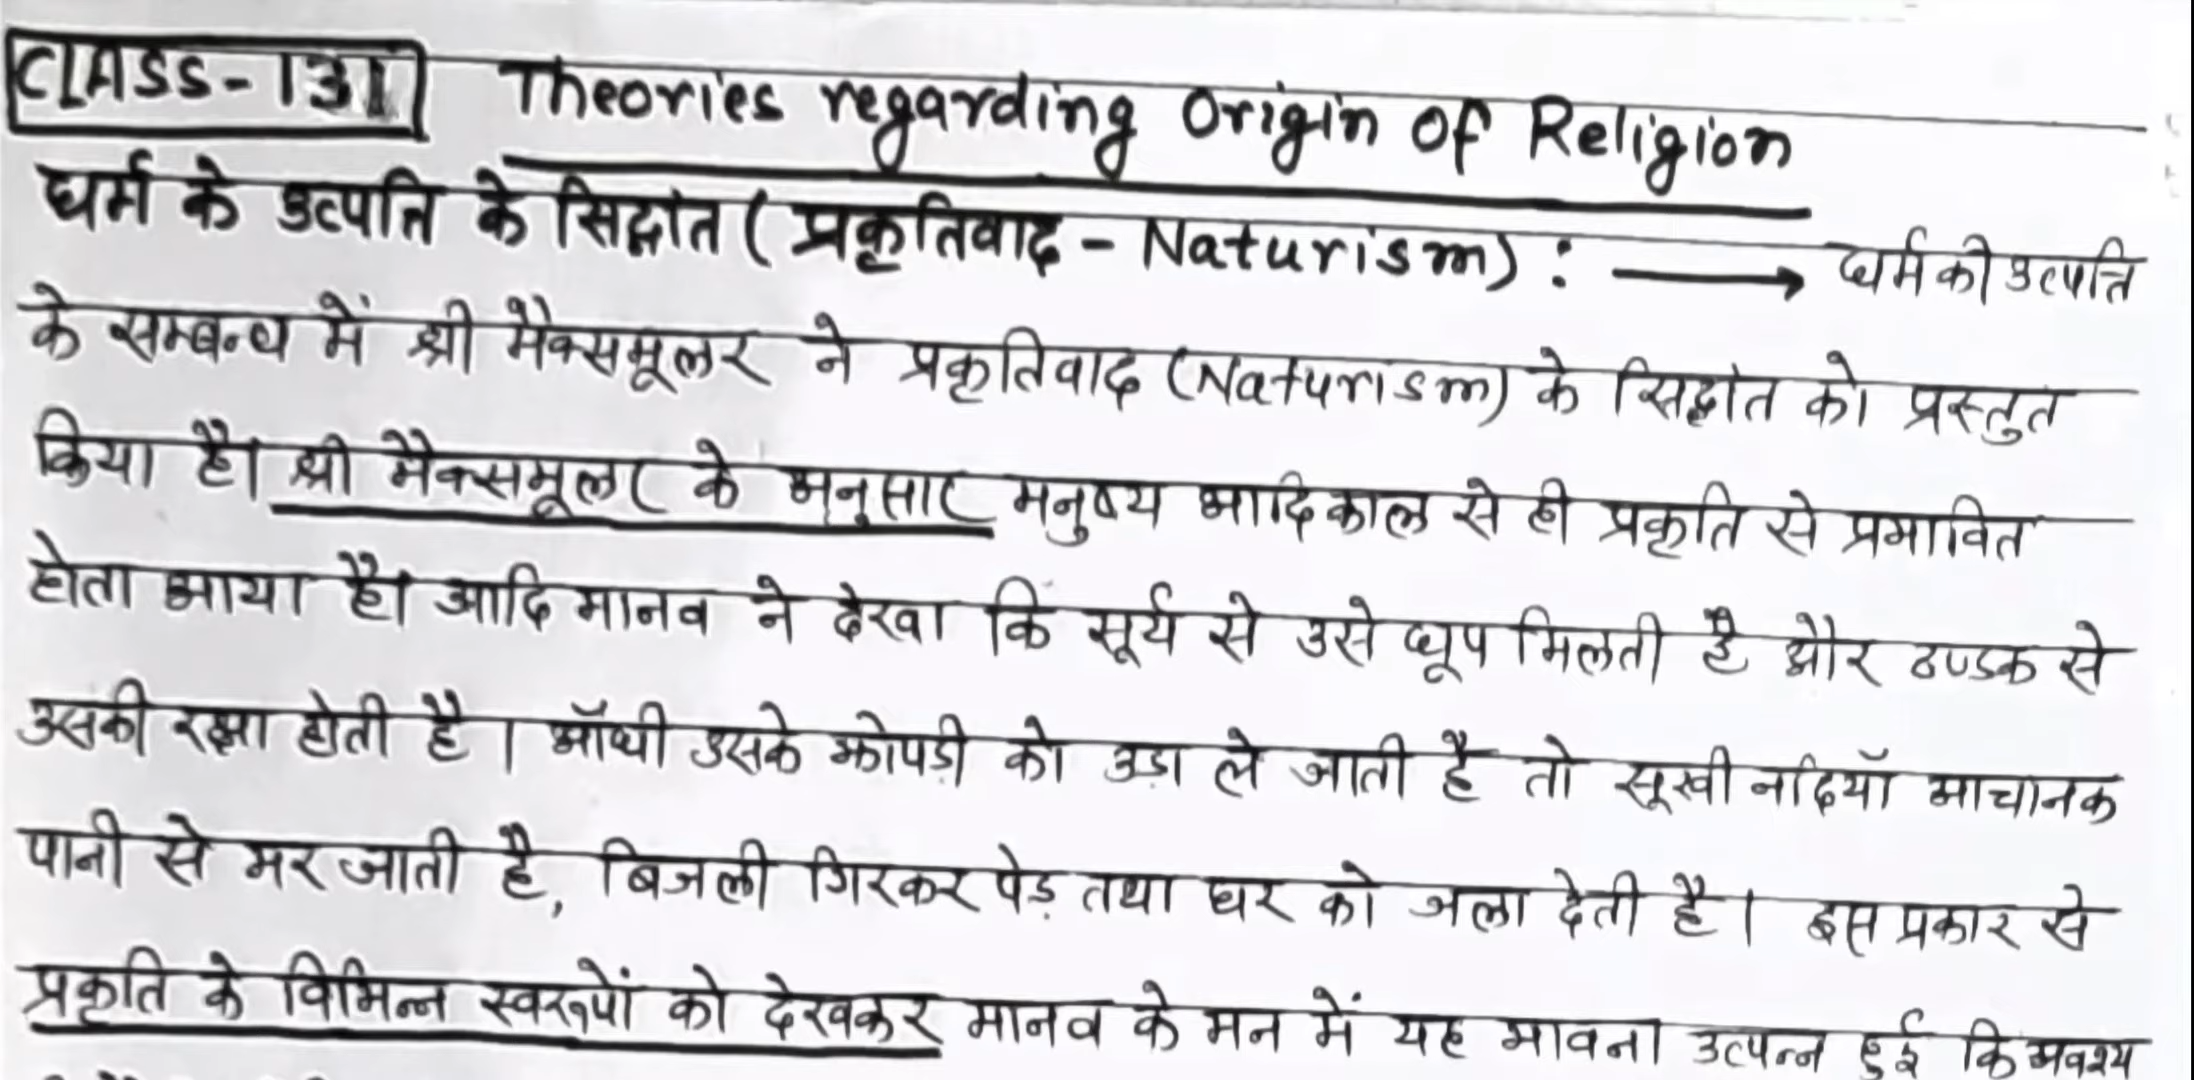 CLASS-131 Theories regarding Origin of Religion
धर्म के उत्पत्ति के सिद्धांत ( प्रकृतिवाद - Naturism) : → धर्म की उत्पत्ति
के सम्बन्ध में श्री मैक्समूलर ने प्रकृतिवाद (Naturism) के सिद्धांत को प्रस्तुत
किया है। श्री मैक्समूलर के अनुसार मनुष्य आदिकाल से ही प्रकृति से प्रभावित
होता आया है। आदि मानव ने देखा कि सूर्य से उसे धूप मिलती है और ठण्डक से
उसकी रक्षा होती है । आँधी उसके झोपड़ी को उडा ले जाती है तो सूखी नदियाँ आचानक
पानी से भर जाती है, बिजली गिरकर पेड़ तथा घर को जला देती है । इस प्रकार से
प्रकृति के विभिन्न स्वरूपों को देखकर मानव के मन में यह भावना उत्पन्न हुई कि अवश्य